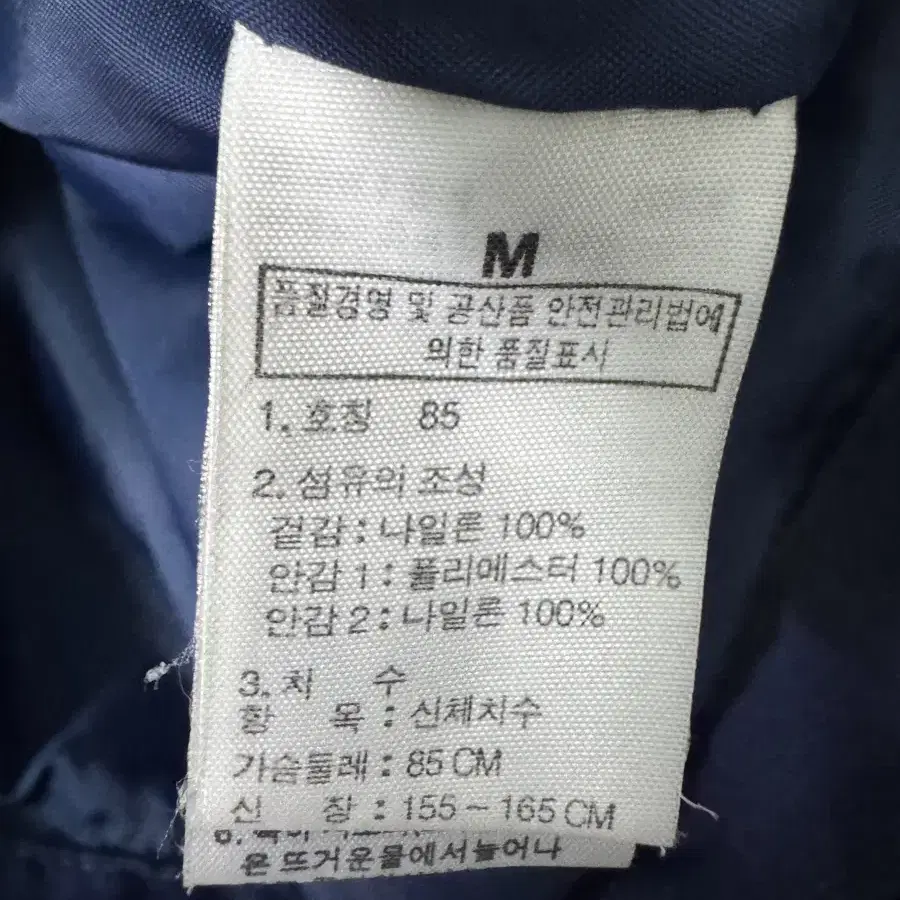 M
품질경영 및 공산품 안전관리법에
의한 품질표시
1. 호칭 85
2. 섬유의 조성
겉감 : 나일론 100%
안감 1 : 폴리에스터 100%
안감 2 : 나일론 100%
3. 치 수
항 목 : 신체치수
가슴둘레 : 85 CM
신 장 : 155 ~ 165 CM
은 뜨거운물에서늘어나